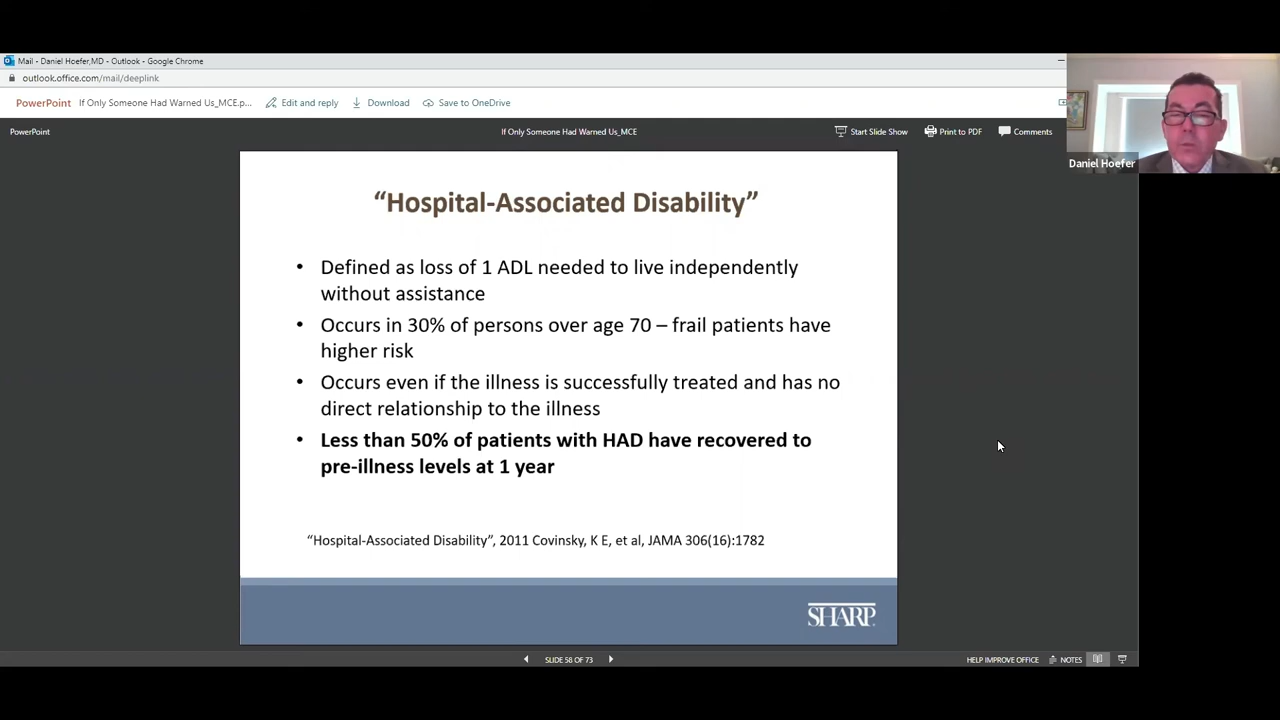 Mail - Daniel Hoefer,MD - Outlook - Google Chrome
outlook.office.com/mail/deeplink
PowerPoint If Only Someone Had Warned Us_MCE.p... Edit and reply Download Save to OneDrive
PowerPoint If Only Someone Had Warned Us_MCE Start Slide Show Print to PDF Comments
Daniel Hoefer
“Hospital-Associated Disability”
• Defined as loss of 1 ADL needed to live independently
without assistance
• Occurs in 30% of persons over age 70 – frail patients have
higher risk
• Occurs even if the illness is successfully treated and has no
direct relationship to the illness
• Less than 50% of patients with HAD have recovered to
pre-illness levels at 1 year
“Hospital-Associated Disability”, 2011 Covinsky, K E, et al, JAMA 306(16):1782
SHARP
SLIDE 58 OF 73 HELP IMPROVE OFFICE NOTES